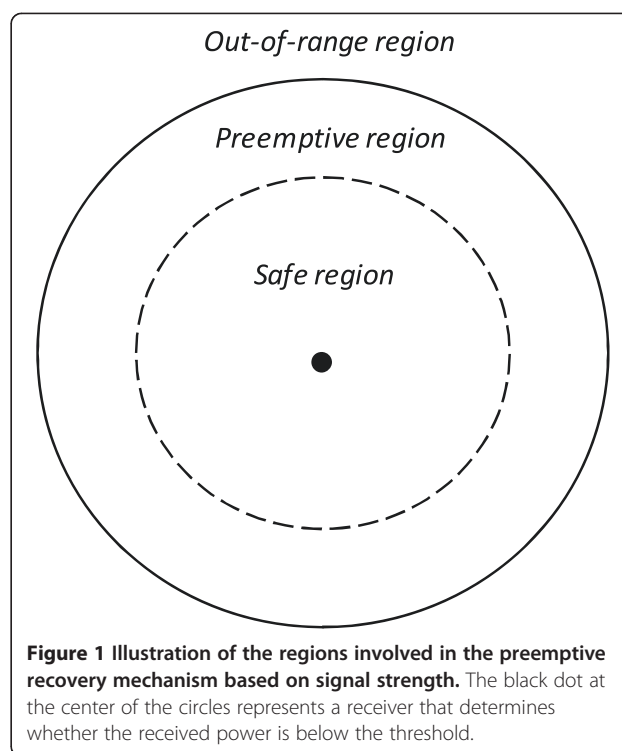 Out-of-range region
Preemptive region
Safe region
Figure 1 Illustration of the regions involved in the preemptive
recovery mechanism based on signal strength. The black dot at
the center of the circles represents a receiver that determines
whether the received power is below the threshold.